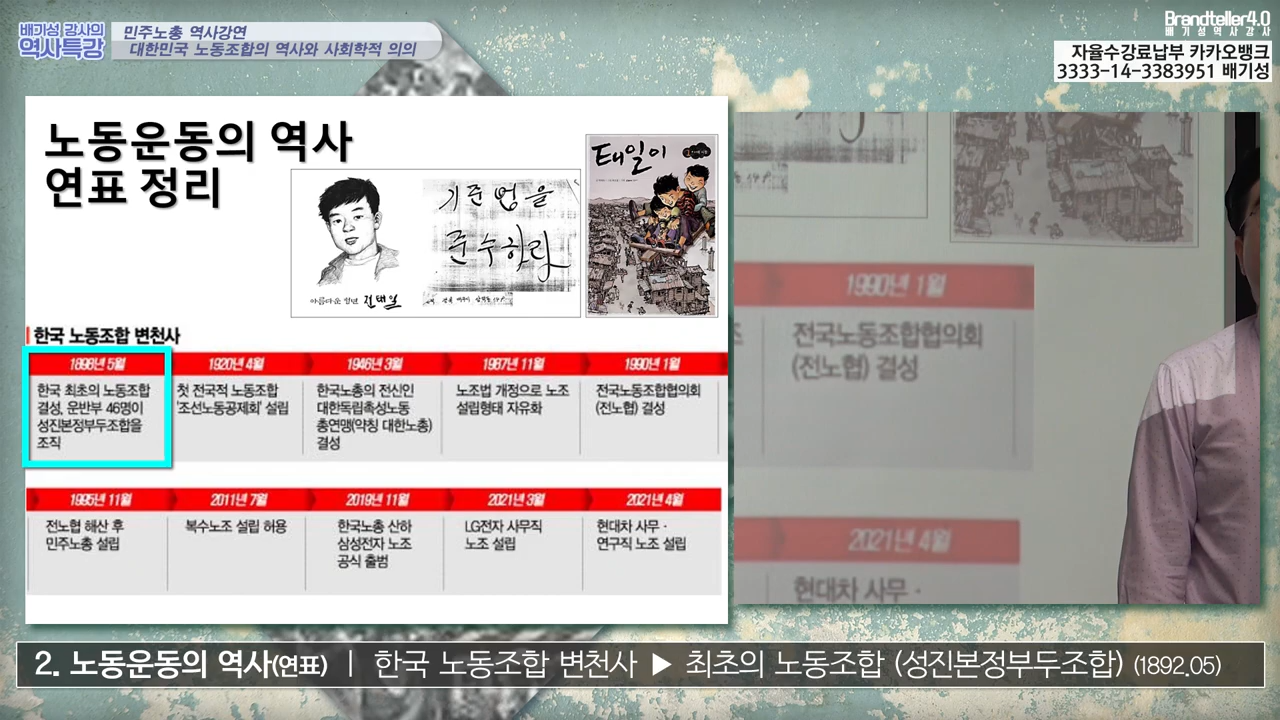 배기성 강사의
역사특강
민주노총 역사강연
대한민국 노동조합의 역사와 사회학적 의의
Brandteller4.0
배기성역사강사
자율수강료납부 카카오뱅크
3333-14-3383951 배기성
노동운동의 역사
연표 정리
기준법을
준수하라
아름다운 청년 전태일
태일이
한국 노동조합 변천사
1898년 5월
한국 최초의 노동조합
결성, 운반부 46명이
성진본정부두조합을
조직
1920년 4월
첫 전국적 노동조합
'조선노동공제회' 설립
1946년 3월
한국노총의 전신인
대한독립촉성노동
총연맹(약칭 대한노총)
결성
1987년 11월
노조법 개정으로 노조
설립형태 자유화
1990년 1월
전국노동조합협의회
(전노협) 결성
1995년 11월
전노협 해산 후
민주노총 설립
2011년 7월
복수노조 설립 허용
2019년 11월
한국노총 산하
삼성전자 노조
공식 출범
2021년 3월
LG전자 사무직
노조 설립
2021년 4월
현대차 사무 ·
연구직 노조 설립
1990년 1월
전국노동조합협의회
(전노협) 결성
2021년 4월
현대차 사무 ·
2. 노동운동의 역사(연표) | 한국 노동조합 변천사 ▶ 최초의 노동조합 (성진본정부두조합) (1892.05)